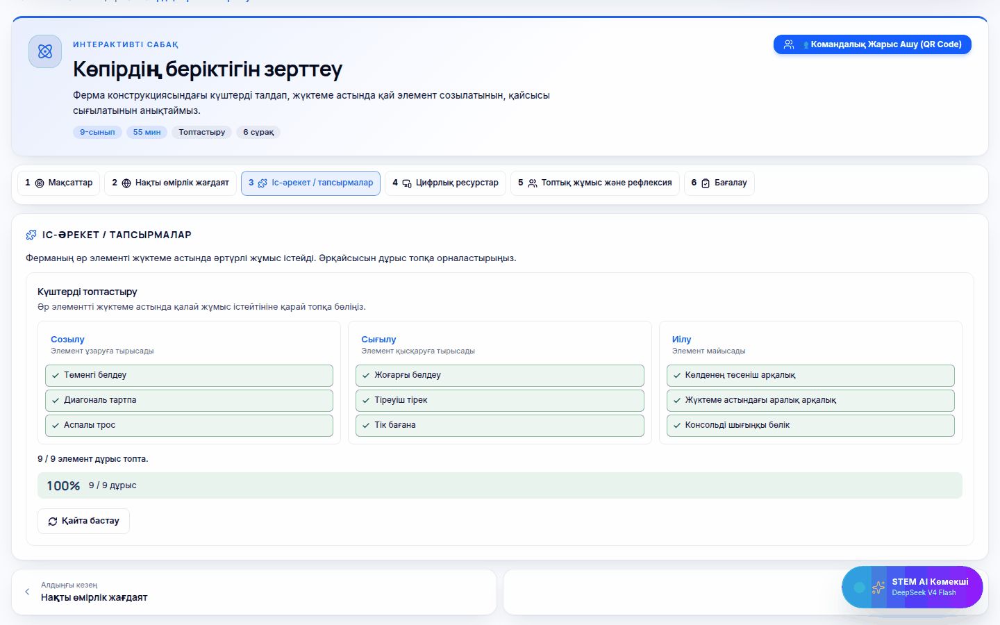 ИНТЕРАКТИВТІ САБАҚ
Көпірдің беріктігін зерттеу
Ферма конструкциясындағы күштерді талдап, жүктеме астында қай элемент созылатынын, қайсысы
сығылатынын анықтаймыз.
9-сынып 55 мин Топтастыру 6 сұрақ
Командалық Жарыс Ашу (QR Code)
1 Мақсаттар 2 Нақты өмірлік жағдаят 3 Іс-әрекет / тапсырмалар 4 Цифрлық ресурстар 5 Топтық жұмыс және рефлексия 6 Бағалау
ІС-ӘРЕКЕТ / ТАПСЫРМАЛАР
Ферманың әр элементі жүктеме астында әртүрлі жұмыс істейді. Әрқайсысын дұрыс топқа орналастырыңыз.
Күштерді топтастыру
Әр элементті жүктеме астында қалай жұмыс істейтініне қарай топқа бөліңіз.
Созылу
Элемент ұзаруға тырысады
Төменгі белдеу
Диагональ тартпа
Аспалы трос
Сығылу
Элемент қысқаруға тырысады
Жоғарғы белдеу
Тіреуіш тірек
Тік бағана
Иілу
Элемент майысады
Көлденең төсеніш арқалық
Жүктеме астындағы аралық арқалық
Консольді шығыңқы бөлік
9 / 9 элемент дұрыс топта.
100% 9 / 9 дұрыс
Қайта бастау
Алдыңғы кезең
Нақты өмірлік жағдаят
STEM AI Көмекші
DeepSeek V4 Flash